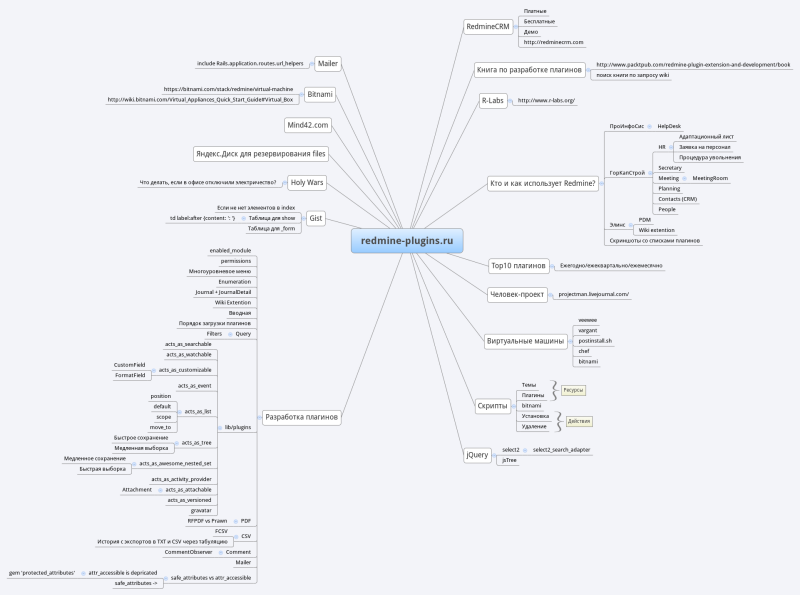 redmine-plugins.ru
RedmineCRM
Платные
Бесплатные
Демо
http://redminecrm.com
Книга по разработке плагинов
http://www.packtpub.com/redmine-plugin-extension-and-development/book
поиск книги по запросу wiki
R-Labs
http://www.r-labs.org/
Кто и как использует Redmine?
ПроИнфоСис
HelpDesk
ГорКапСтрой
HR
Адаптационный лист
Заявка на персонал
Процедура увольнения
Secretary
Meeting
MeetingRoom
Planning
Contacts (CRM)
People
Элинс
PDM
Wiki extention
Скриншоты со списками плагинов
Top10 плагинов
Ежегодно/ежеквартально/ежемесячно
Человек-проект
projectman.livejournal.com/
Виртуальные машины
vargant
postinstall.sh
chef
bitnami
Скрипты
Темы
Плагины
Ресурсы
bitnami
Установка
Удаление
Действия
jQuery
select2
select2_search_adapter
jsTree
Mailer
include Rails.application.routes.url_helpers
Bitnami
https://bitnami.com/stack/redmine/virtual-machine
http://wiki.bitnami.com/Virtual_Appliances_Quick_Start_Guide#Virtual_Box
Mind42.com
Яндекс.Диск для резервирования files
Holy Wars
Что делать, если в офисе отключили электричество?
Gist
Если не нет элементов в index
Таблица для show
td label:after {content: ': '}
Таблица для _form
Разработка плагинов
enabled_module
permissions
Многоуровневое меню
Enumeration
Journal + JournalDetail
Wiki Extention
Вводная
Порядок загрузки плагинов
Query
Filters
lib/plugins
acts_as_searchable
acts_as_watchable
acts_as_customizable
CustomField
FormatField
acts_as_event
acts_as_list
position
default
scope
move_to
acts_as_tree
Быстрое сохранение
Медленная выборка
acts_as_awesome_nested_set
Медленное сохранение
Быстрая выборка
acts_as_activity_provider
acts_as_attachable
Attachment
acts_as_versioned
gravatar
PDF
RFPDF vs Prawn
CSV
FCSV
История с экспортов в TXT и CSV через табуляцию
Comment
CommentObserver
Mailer
safe_attributes vs attr_accessible
attr_accessible is depricated
gem 'protected_attributes'
safe_attributes ->